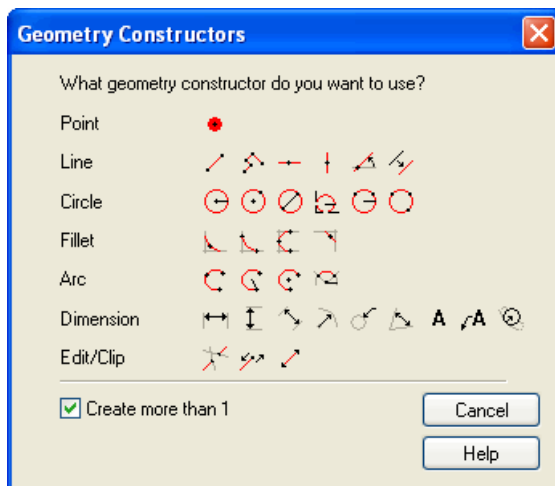 Geometry Constructors
What geometry constructor do you want to use?
Point
Line
Circle
Fillet
Arc
Dimension A A
Edit/Clip
Create more than 1
Cancel
Help